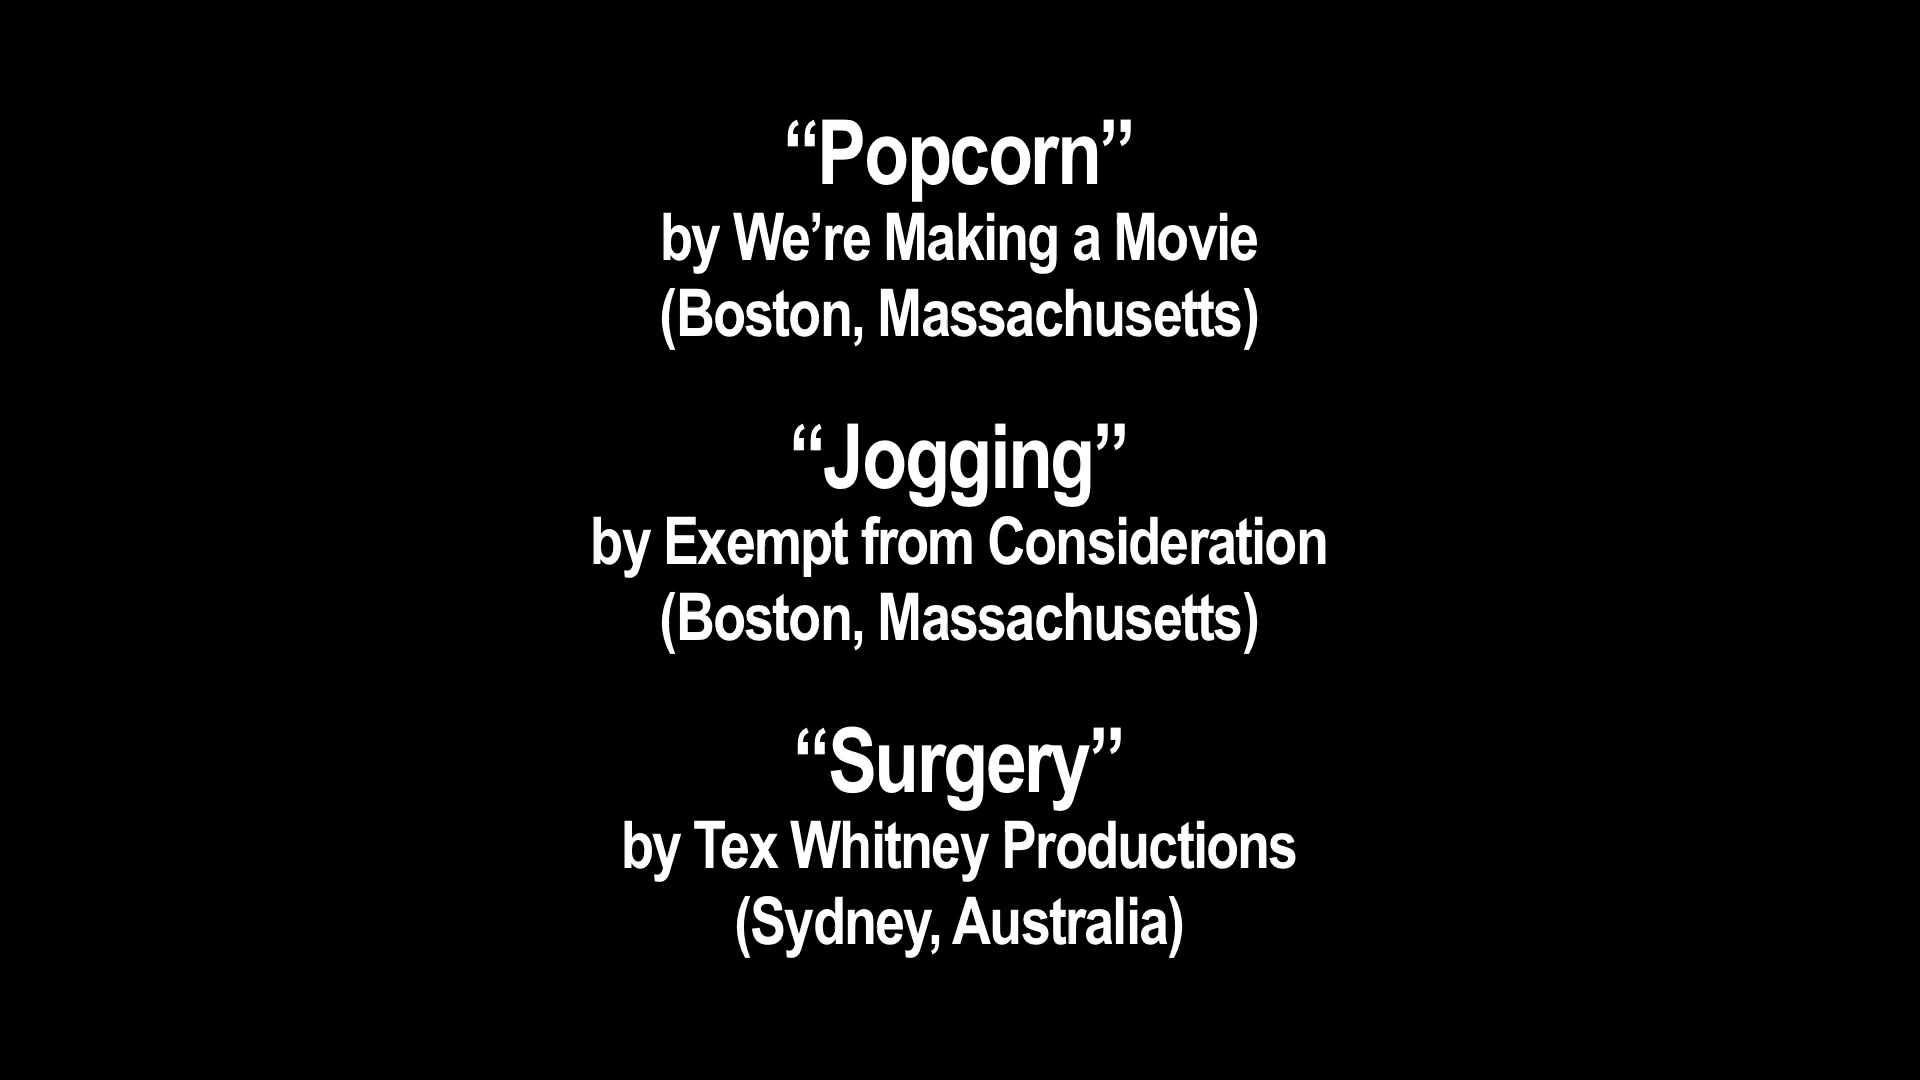 “Popcorn”
by We’re Making a Movie
(Boston, Massachusetts)
“Jogging”
by Exempt from Consideration
(Boston, Massachusetts)
“Surgery”
by Tex Whitney Productions
(Sydney, Australia)